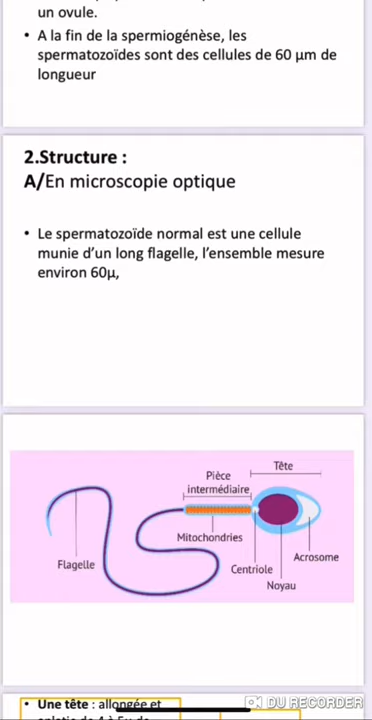 un ovule.
• A la fin de la spermiogénèse, les
spermatozoïdes sont des cellules de 60 µm de
longueur
2.Structure :
A/En microscopie optique
• Le spermatozoïde normal est une cellule
munie d'un long flagelle, l'ensemble mesure
environ 60µ,
Tête
Pièce
intermédiaire
Mitochondries
Flagelle
Acrosome
Centriole
Noyau
• Une tête : allongée et
DU RECORDER